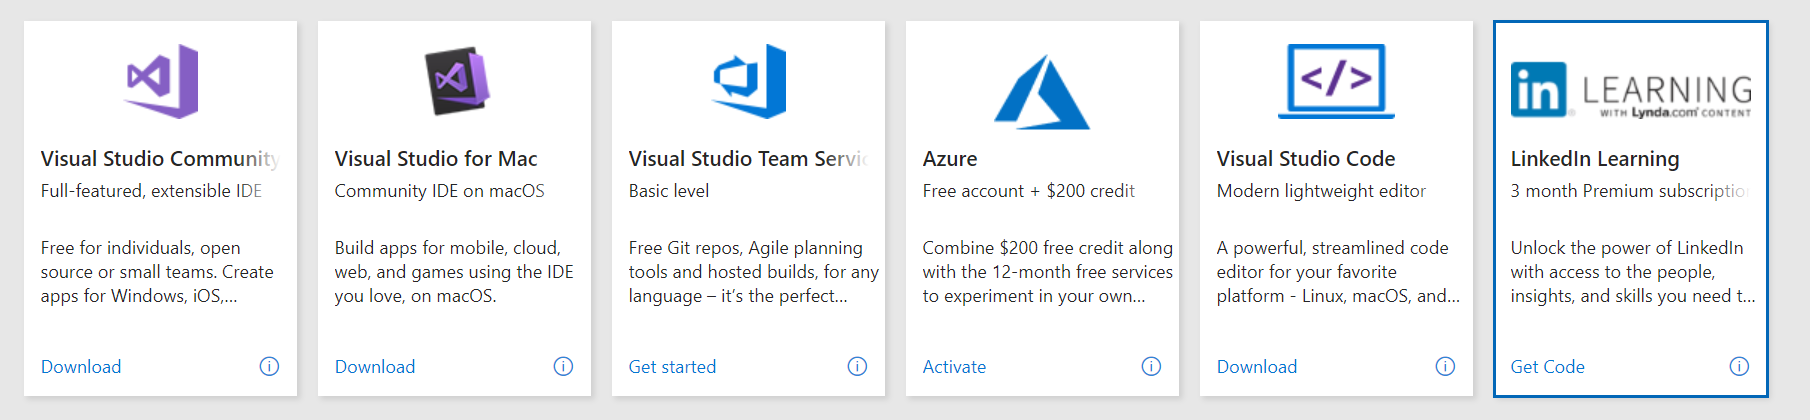 Visual Studio Community
Full-featured, extensible IDE
Free for individuals, open
source or small teams. Create
apps for Windows, iOS,...
Download
Visual Studio for Mac
Community IDE on macOS
Build apps for mobile, cloud,
web, and games using the IDE
you love, on macOS.
Download
Visual Studio Team Servic
Basic level
Free Git repos, Agile planning
tools and hosted builds, for any
language – it's the perfect...
Get started
Azure
Free account + $200 credit
Combine $200 free credit along
with the 12-month free services
to experiment in your own...
Activate
</>
Visual Studio Code
Modern lightweight editor
A powerful, streamlined code
editor for your favorite
platform - Linux, macOS, and...
Download
in® LEARNING
WITH Lynda.com® CONTENT
LinkedIn Learning
3 month Premium subscription
Unlock the power of LinkedIn
with access to the people,
insights, and skills you need t...
Get Code